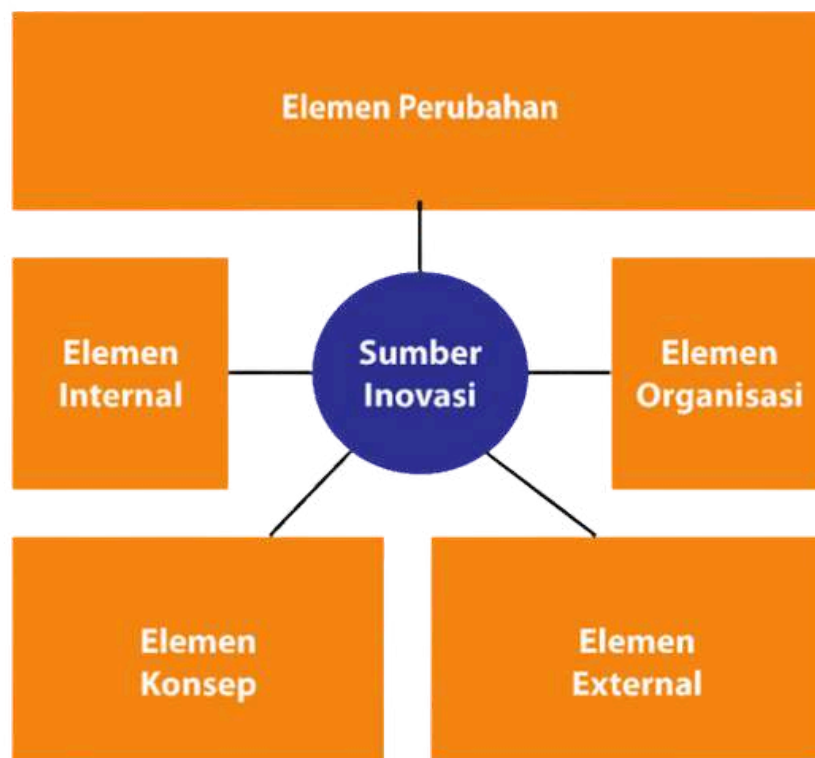 Elemen Perubahan
Elemen
Internal
Sumber
Inovasi
Elemen
Organisasi
Elemen
Konsep
Elemen
External